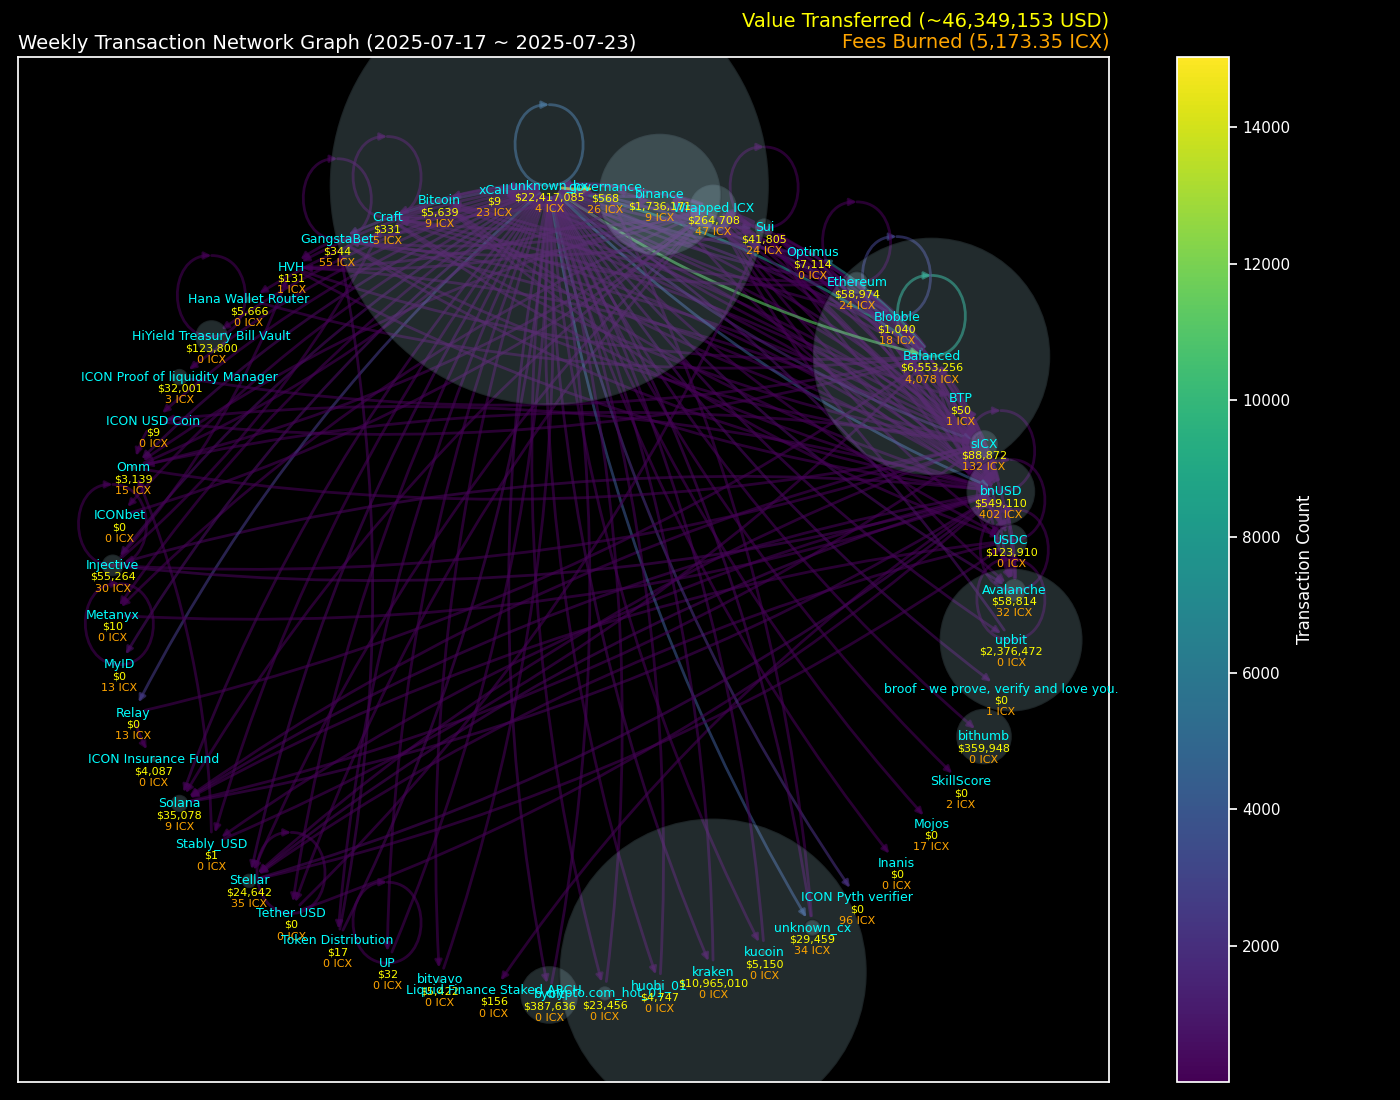 Value Transferred (~46,349,153 USD)
Weekly Transaction Network Graph (2025-07-17 ~ 2025-07-23)
Fees Burned (5,173.35 ICX)
unknown_hx
$22,417,085
4 ICX
governance
$568
26 ICX
binance
$1,736,171
9 ICX
Wrapped ICX
$264,708
47 ICX
Sui
$41,805
24 ICX
Optimus
$7,114
0 ICX
Ethereum
$58,974
24 ICX
Blobble
$1,040
18 ICX
Balanced
$6,553,256
4,078 ICX
BTP
$50
1 ICX
sICX
$88,872
132 ICX
bnUSD
$549,110
402 ICX
USDC
$123,910
0 ICX
Avalanche
$58,814
32 ICX
upbit
$2,376,472
0 ICX
broof - we prove, verify and love you.
$0
1 ICX
bithumb
$359,948
0 ICX
SkillScore
$0
2 ICX
Mojos
$0
17 ICX
Inanis
$0
0 ICX
ICON Pyth verifier
$0
96 ICX
unknown_cx
$29,459
34 ICX
kucoin
$5,150
0 ICX
kraken
$10,965,010
0 ICX
huobi_0
$4,747
0 ICX
crypto.com_hot_01
$23,456
0 ICX
$387,636
0 ICX
Liquid Finance Staked ARCH
$156
0 ICX
bitvavo
$5,422
0 ICX
UP
$32
0 ICX
Token Distribution
$17
0 ICX
Tether USD
$0
0 ICX
Stellar
$24,642
35 ICX
Stably_USD
$1
0 ICX
Solana
$35,078
9 ICX
ICON Insurance Fund
$4,087
0 ICX
Relay
$0
13 ICX
MyID
$0
13 ICX
Metanyx
$10
0 ICX
Injective
$55,264
30 ICX
ICONbet
$0
0 ICX
Omm
$3,139
15 ICX
ICON USD Coin
$9
0 ICX
ICON Proof of liquidity Manager
$32,001
3 ICX
HiYield Treasury Bill Vault
$123,800
0 ICX
Hana Wallet Router
$5,666
0 ICX
HVH
$131
1 ICX
GangstaBet
$344
55 ICX
Craft
$331
5 ICX
Bitcoin
$5,639
9 ICX
xCall
$9
23 ICX
14000
12000
10000
8000
6000
4000
2000
Transaction Count